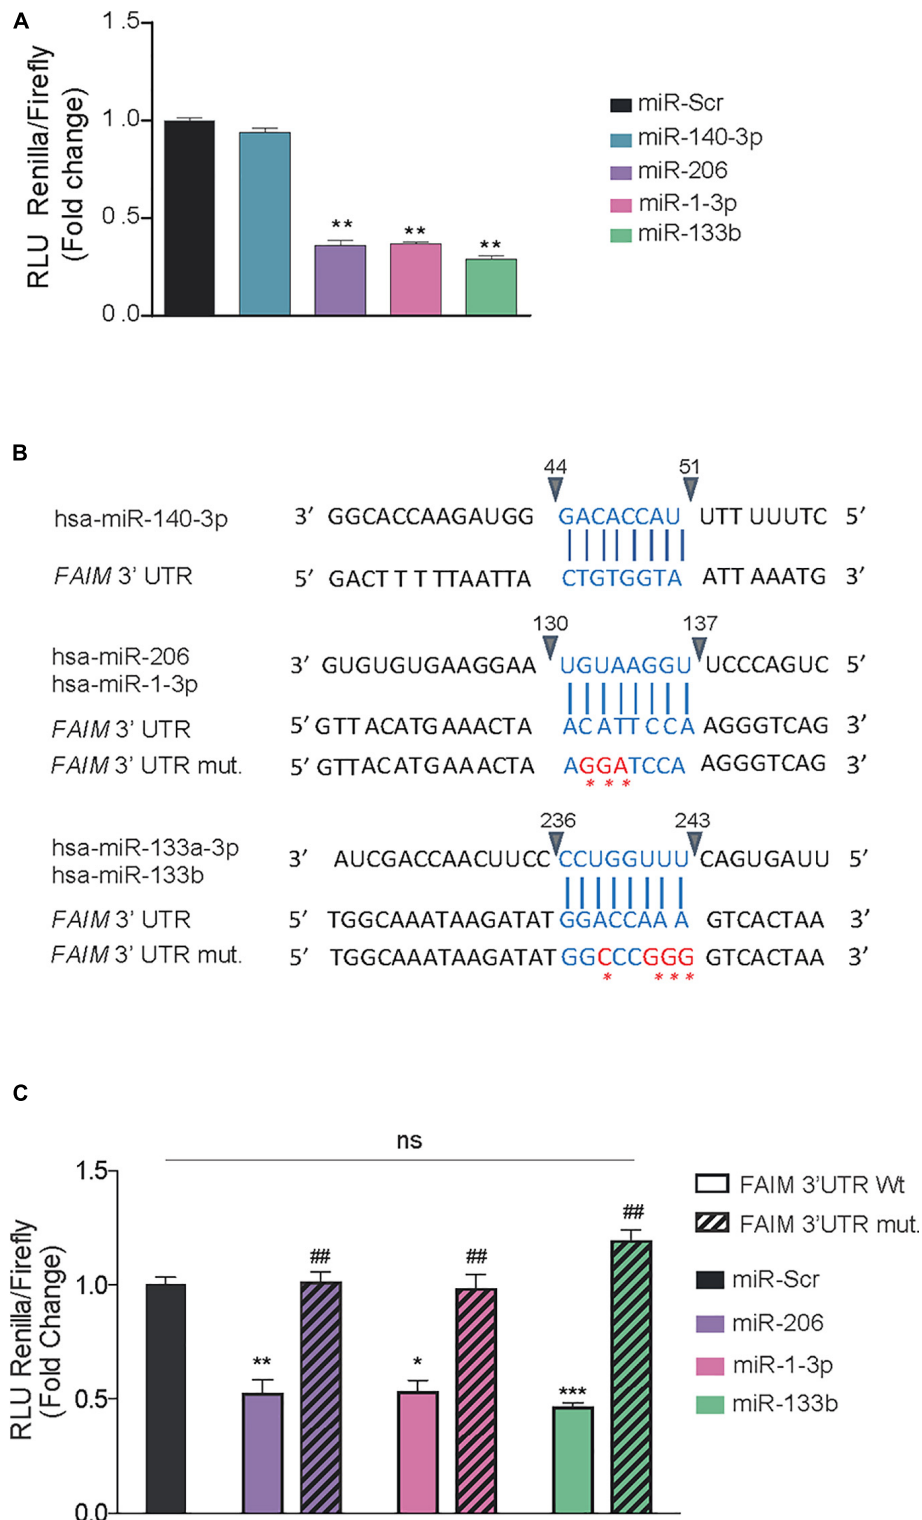 A
RLU Renilla/Firefly
(Fold change)
1.5
1.0
0.5
0.0
**
**
**
miR-Scr
miR-140-3p
miR-206
miR-1-3p
miR-133b
B
44 51
hsa-miR-140-3p 3′ GGCACCAAGAUGG GACACCAU UTT UUUTC 5′
FAIM 3' UTR 5′ GACT T T TTAATTA CTGTGGTA ATT AAATG 3′
130 137
hsa-miR-206
hsa-miR-1-3p
3′ GUGUGUGAAGGAA UGUAAGGU UCCCAGUC 5′
FAIM 3' UTR 5′ GTTACATGAAACTA ACATTCCA AGGGTCAG 3′
FAIM 3' UTR mut. 5′ GTTACATGAAACTA AGGATCCA AGGGTCAG 3′
* * *
236 243
hsa-miR-133a-3p
hsa-miR-133b
3′ AUCGACCAACUUCC CCUGGUUU CAGUGAUU 5′
FAIM 3' UTR 5′ TGGCAAATAAGATAT GGACCAA A GTCACTAA 3′
FAIM 3' UTR mut. 5′ TGGCAAATAAGATAT GGCCCGGG GTCACTAA 3′
* * * *
C
ns
RLU Renilla/Firefly
(Fold Change)
1.5
1.0
0.5
0.0
**
##
*
##
***
##
FAIM 3'UTR Wt
FAIM 3'UTR mut.
miR-Scr
miR-206
miR-1-3p
miR-133b